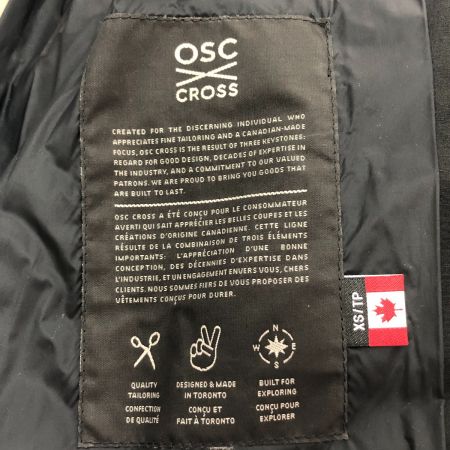 OSC
CROSS
CREATED FOR THE DISCERNING INDIVIDUAL WHO
APPRECIATES FINE TAILORING AND A CANADIAN-MADE
FOCUS, OSC CROSS IS THE RESULT OF THREE KEYSTONES:
REGARD FOR GOOD DESIGN, DECADES OF EXPERTISE IN
THE INDUSTRY, AND A COMMITMENT TO OUR VALUED
PATRONS. WE ARE PROUD TO BRING YOU GOODS THAT
ARE BUILT TO LAST.
OSC CROSS A ÉTÉ CONÇU POUR LE CONSOMMATEUR
AVERTI QUI SAIT APPRÉCIER LES BELLES COUPES ET LES
CRÉATIONS D'ORIGINE CANADIENNE. CETTE LIGNE
RÉSULTE DE LA COMBINAISON DE TROIS ÉLÉMENTS
IMPORTANTS: L'APPRÉCIATION D'UNE BONNE
CONCEPTION, DES DÉCENNIES D'EXPERTISE DANS
L'INDUSTRIE, ET UN ENGAGEMENT ENVERS VOUS, CHERS
CLIENTS. NOUS SOMMES FIERS DE VOUS PROPOSER DES
VÊTEMENTS CONÇUS POUR DURER.
N
W E
S
QUALITY
TAILORING
CONFECTION
DE QUALITÉ
DESIGNED & MADE
IN TORONTO
CONÇU ET
FAIT À TORONTO
BUILT FOR
EXPLORING
CONÇU POUR
EXPLORER
XS/TP